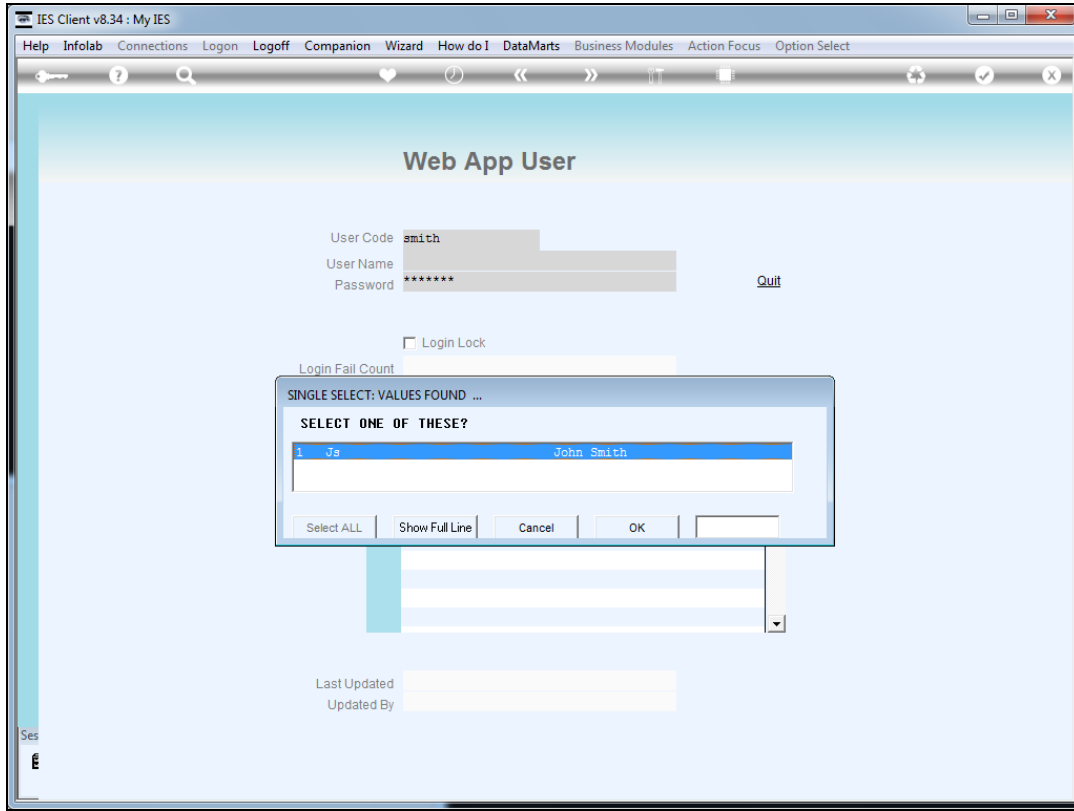 IES Client v8.34 : My IES
Help Infolab Connections Logon Logoff Companion Wizard How do I DataMarts Business Modules Action Focus Option Select
Web App User
User Code smith
User Name
Password *******
Quit
Login Lock
Login Fail Count
SINGLE SELECT: VALUES FOUND ...
SELECT ONE OF THESE?
1 Js John Smith
Select ALL Show Full Line Cancel OK
Last Updated
Updated By
Ses